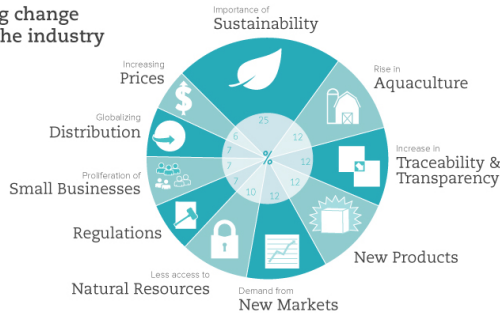 g change
he industry
Importance of
Sustainability
Rise in
Aquaculture
Increase in
Traceability &
Transparency
New Products
Demand from
New Markets
Less access to
Natural Resources
Regulations
Proliferation of
Small Businesses
Globalizing
Distribution
Increasing
Prices
25
12
12
12
12
10
7
7
7
6
%
$